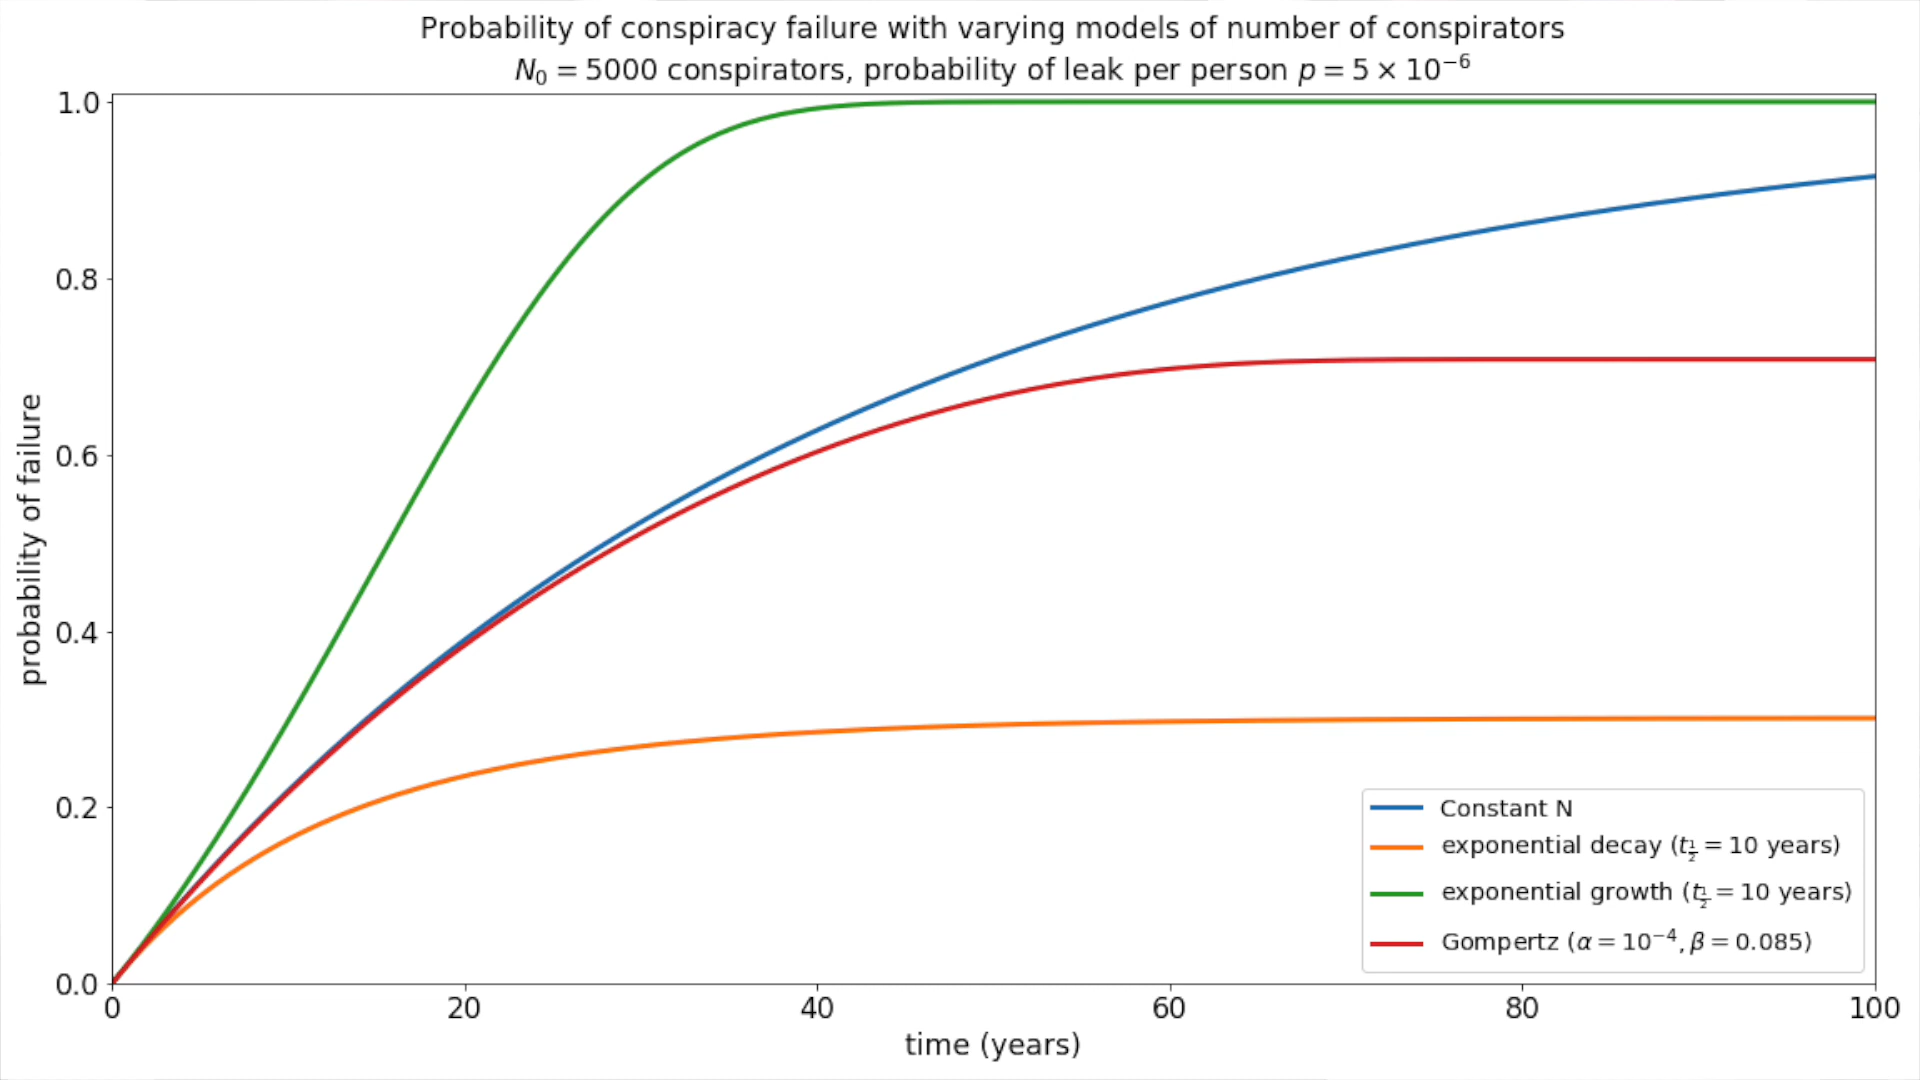 Probability of conspiracy failure with varying models of number of conspirators
N₀ = 5000 conspirators, probability of leak per person p = 5 × 10⁻⁶
1.0
0.8
0.6
0.4
0.2
0.0
probability of failure
0 20 40 60 80 100
time (years)
Constant N
exponential decay (t½ = 10 years)
exponential growth (t½ = 10 years)
Gompertz (α = 10⁻⁴, β = 0.085)